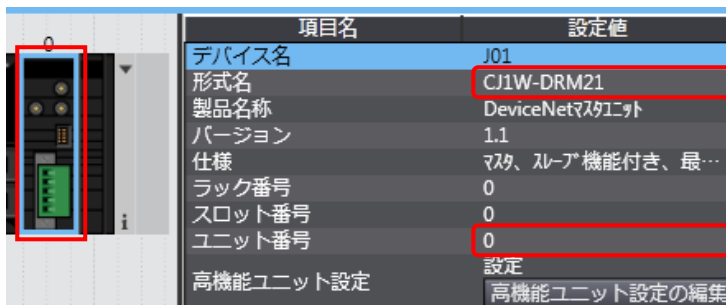 0
i
項目名 設定値
デバイス名 J01
形式名 CJ1W-DRM21
製品名称 DeviceNetﾏｽﾀﾕﾆｯﾄ
バージョン 1.1
仕様 ﾏｽﾀ、ｽﾚｰﾌﾞ機能付き、最…
ラック番号 0
スロット番号 0
ユニット番号 0
高機能ユニット設定 設定
高機能ユニット設定の編集